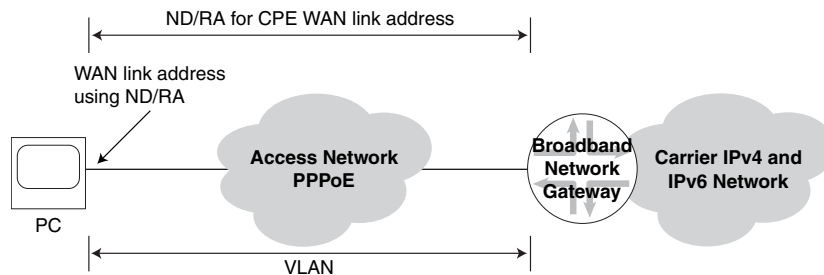 ND/RA for CPE WAN link address
WAN link address
using ND/RA
Access Network
PPPoE
Broadband
Network
Gateway
Carrier IPv4 and
IPv6 Network
PC
VLAN